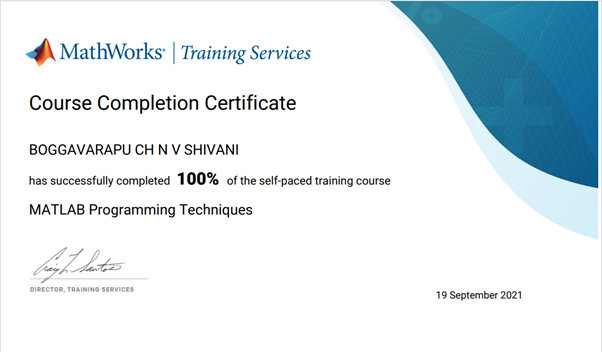 MathWorks® | Training Services
Course Completion Certificate
BOGGAVARAPU CH N V SHIVANI
has successfully completed 100% of the self-paced training course
MATLAB Programming Techniques
Craig L. Santos
DIRECTOR, TRAINING SERVICES
19 September 2021